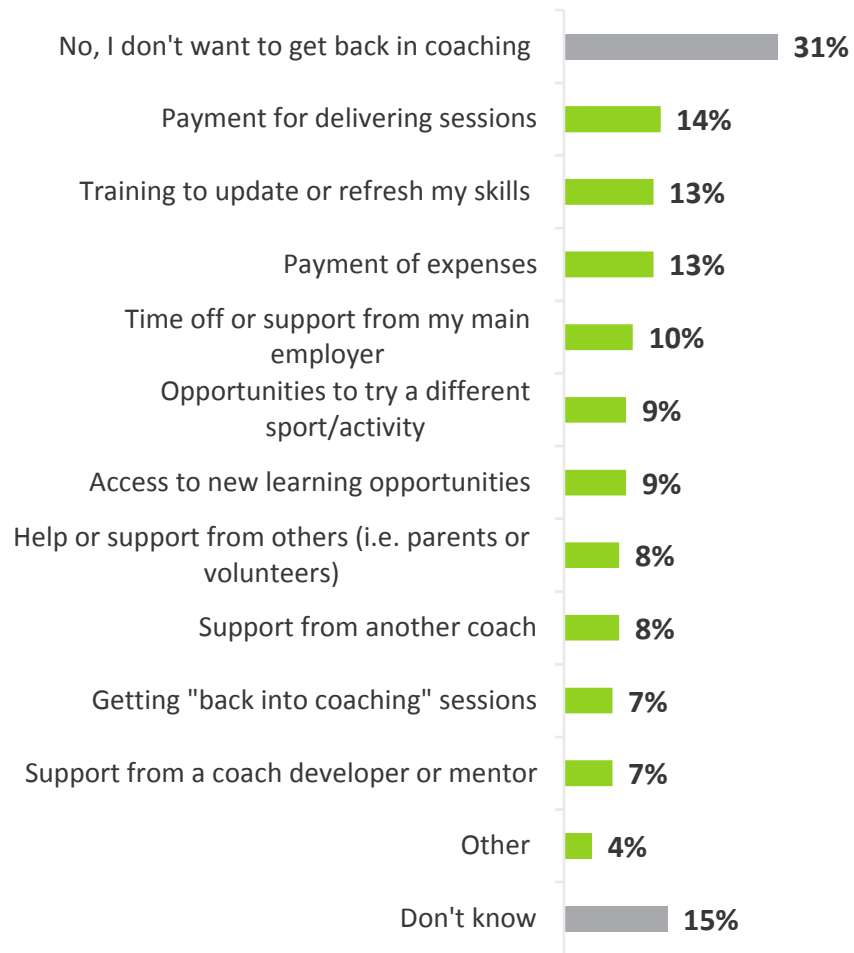 No, I don't want to get back in coaching 31%
Payment for delivering sessions 14%
Training to update or refresh my skills 13%
Payment of expenses 13%
Time off or support from my main
employer 10%
Opportunities to try a different
sport/activity 9%
Access to new learning opportunities 9%
Help or support from others (i.e. parents or
volunteers) 8%
Support from another coach 8%
Getting "back into coaching" sessions 7%
Support from a coach developer or mentor 7%
Other 4%
Don't know 15%